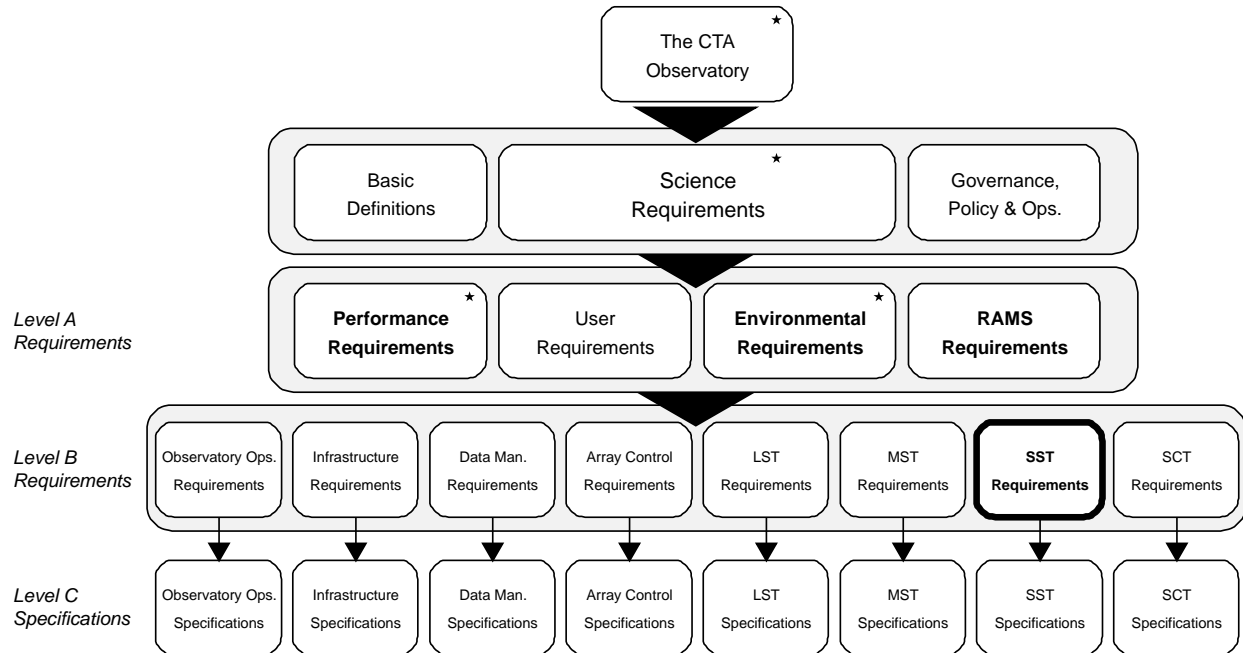 The CTA
Observatory
Basic
Definitions
Science
Requirements
Governance,
Policy & Ops.
Level A
Requirements
Performance
Requirements
User
Requirements
Environmental
Requirements
RAMS
Requirements
Level B
Requirements
Observatory Ops.
Requirements
Infrastructure
Requirements
Data Man.
Requirements
Array Control
Requirements
LST
Requirements
MST
Requirements
SST
Requirements
SCT
Requirements
Level C
Specifications
Observatory Ops.
Specifications
Infrastructure
Specifications
Data Man.
Specifications
Array Control
Specifications
LST
Specifications
MST
Specifications
SST
Specifications
SCT
Specifications